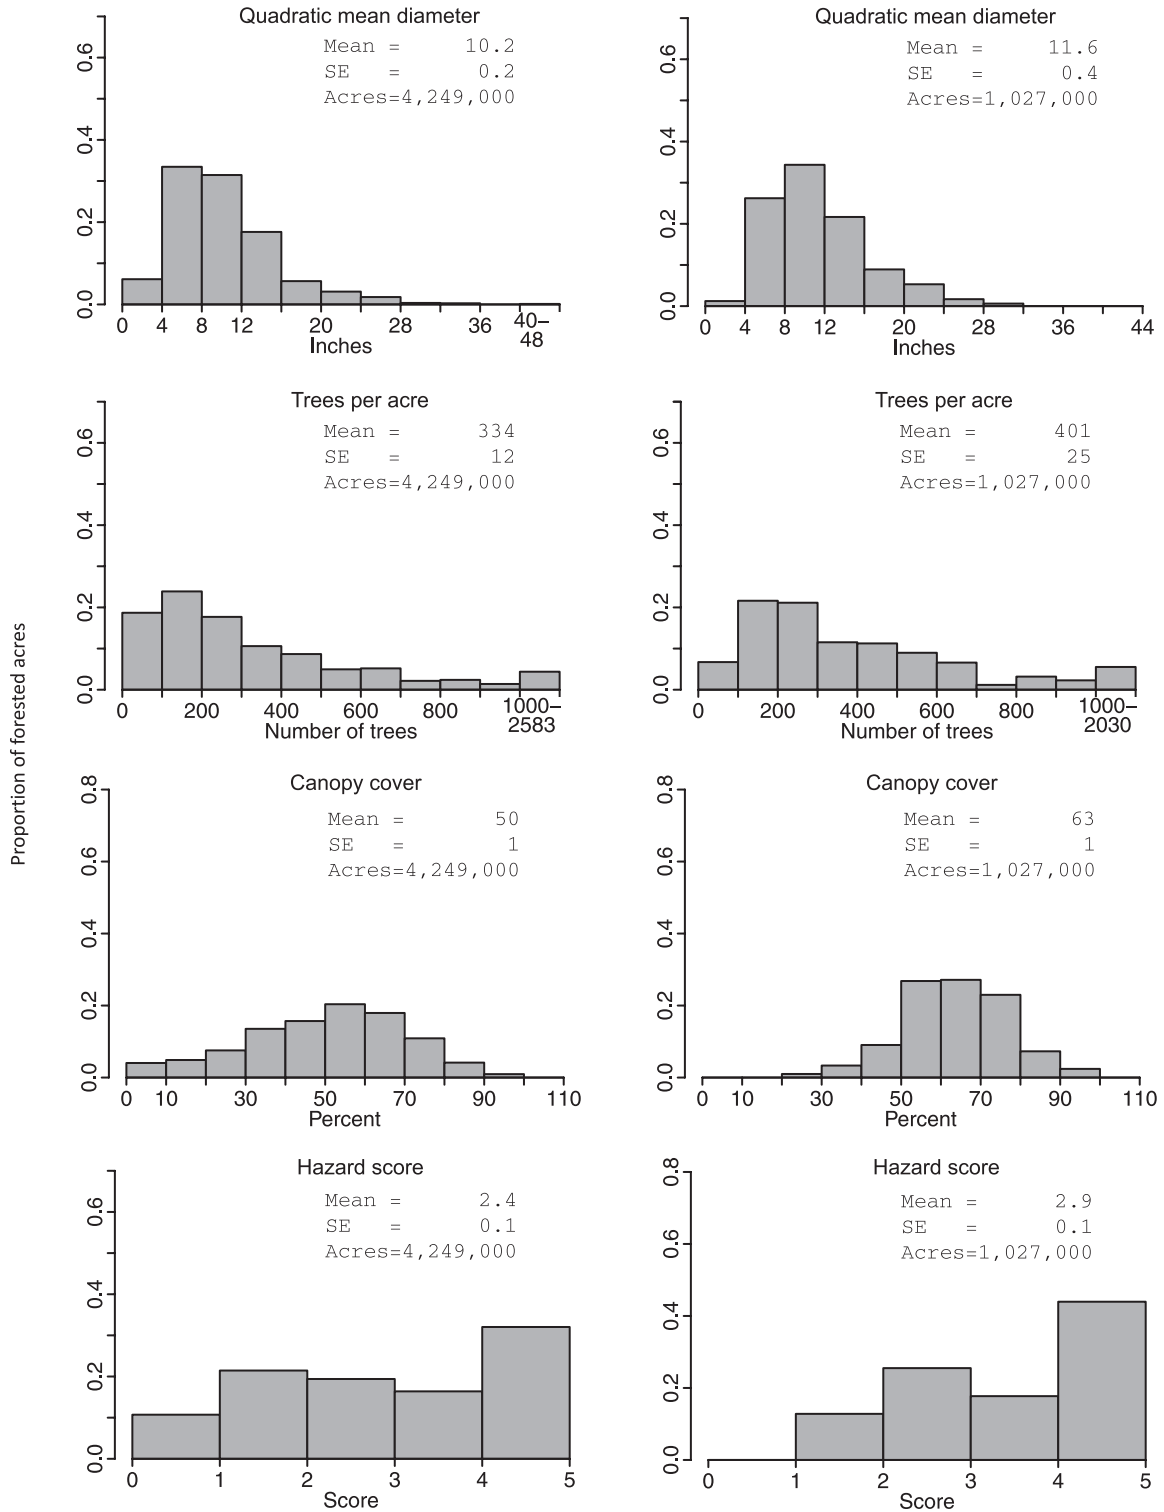 Proportion of forested acres
Quadratic mean diameter
Mean = 10.2
SE = 0.2
Acres=4,249,000
0.0 0.2 0.4 0.6
0 4 8 12 20 28 36 40–48
Inches
Quadratic mean diameter
Mean = 11.6
SE = 0.4
Acres=1,027,000
0.0 0.2 0.4 0.6
0 4 8 12 20 28 36 44
Inches
Trees per acre
Mean = 334
SE = 12
Acres=4,249,000
0.0 0.2 0.4 0.6
0 200 400 600 800 1000–2583
Number of trees
Trees per acre
Mean = 401
SE = 25
Acres=1,027,000
0.0 0.2 0.4 0.6
0 200 400 600 800 1000–2030
Number of trees
Canopy cover
Mean = 50
SE = 1
Acres=4,249,000
0.0 0.2 0.4 0.6 0.8
0 10 30 50 70 90 110
Percent
Canopy cover
Mean = 63
SE = 1
Acres=1,027,000
0.0 0.2 0.4 0.6 0.8
0 10 30 50 70 90 110
Percent
Hazard score
Mean = 2.4
SE = 0.1
Acres=4,249,000
0.0 0.2 0.4 0.6
0 1 2 3 4 5
Score
Hazard score
Mean = 2.9
SE = 0.1
Acres=1,027,000
0.0 0.2 0.4 0.6 0.8
0 1 2 3 4 5
Score